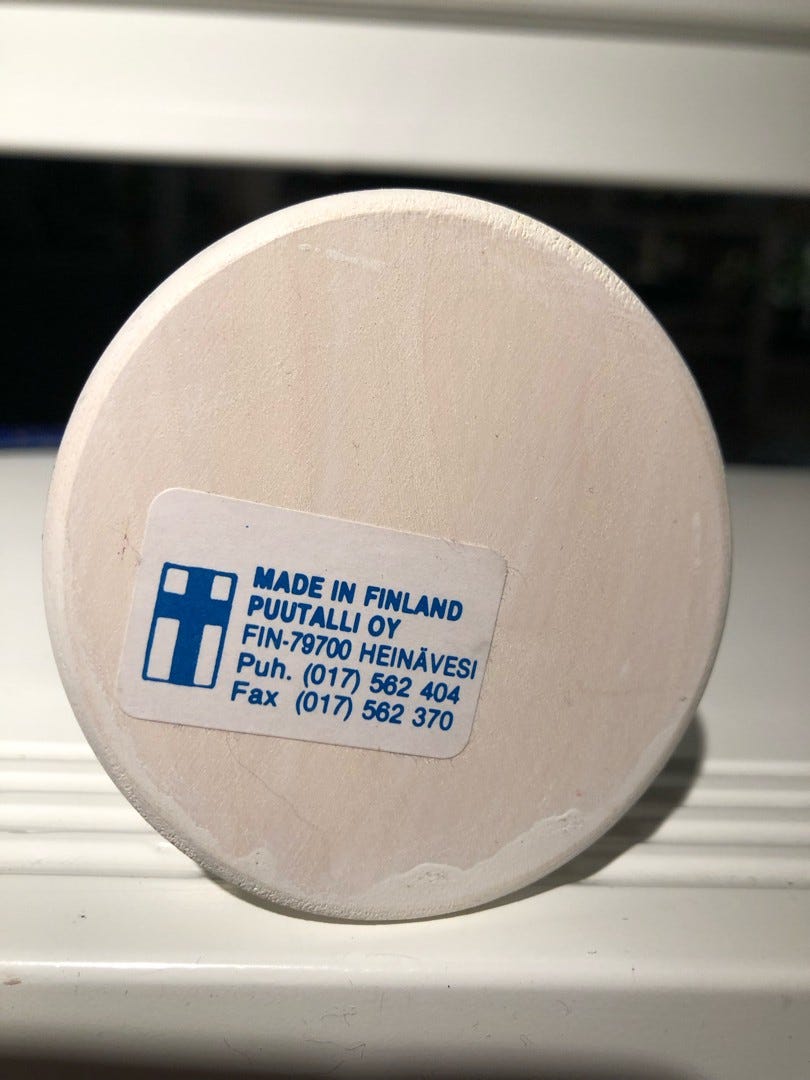 MADE IN FINLAND
PUUTALLI OY
FIN-79700 HEINÄVESI
Puh. (017) 562 404
Fax (017) 562 370